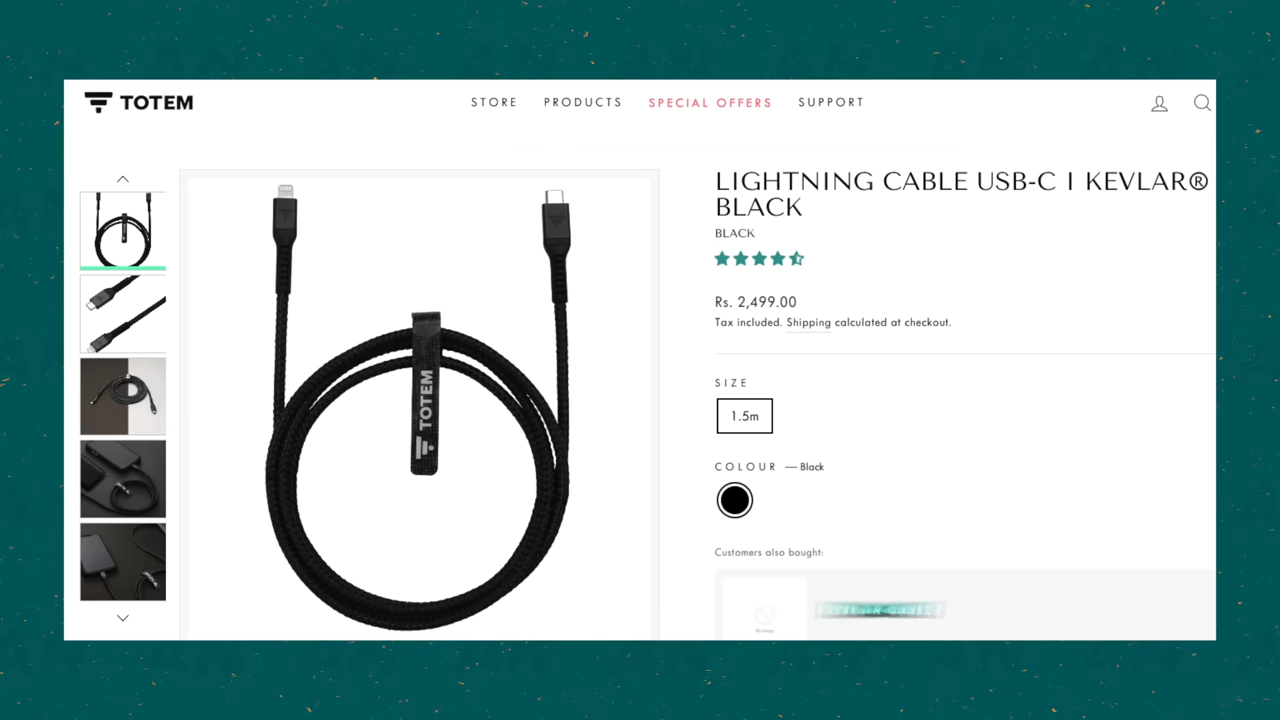 TOTEM
STORE PRODUCTS SPECIAL OFFERS SUPPORT
LIGHTNING CABLE USB-C I KEVLAR®
BLACK
BLACK
Rs. 2,499.00
Tax included. Shipping calculated at checkout.
SIZE
1.5m
COLOUR — Black
Customers also bought:
TOTEM